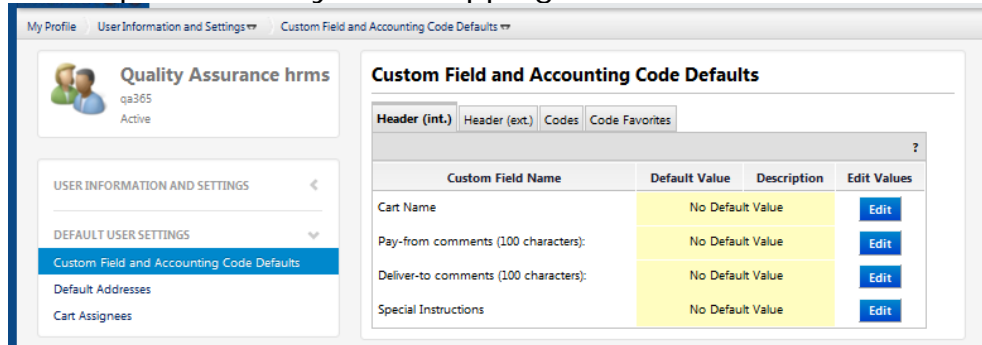 My Profile User Information and Settings Custom Field and Accounting Code Defaults
Quality Assurance hrms
qa365
Active
USER INFORMATION AND SETTINGS
DEFAULT USER SETTINGS
Custom Field and Accounting Code Defaults
Default Addresses
Cart Assignees
Custom Field and Accounting Code Defaults
Header (int.) Header (ext.) Codes Code Favorites
?
Custom Field Name Default Value Description Edit Values
Cart Name No Default Value Edit
Pay-from comments (100 characters): No Default Value Edit
Deliver-to comments (100 characters): No Default Value Edit
Special Instructions No Default Value Edit